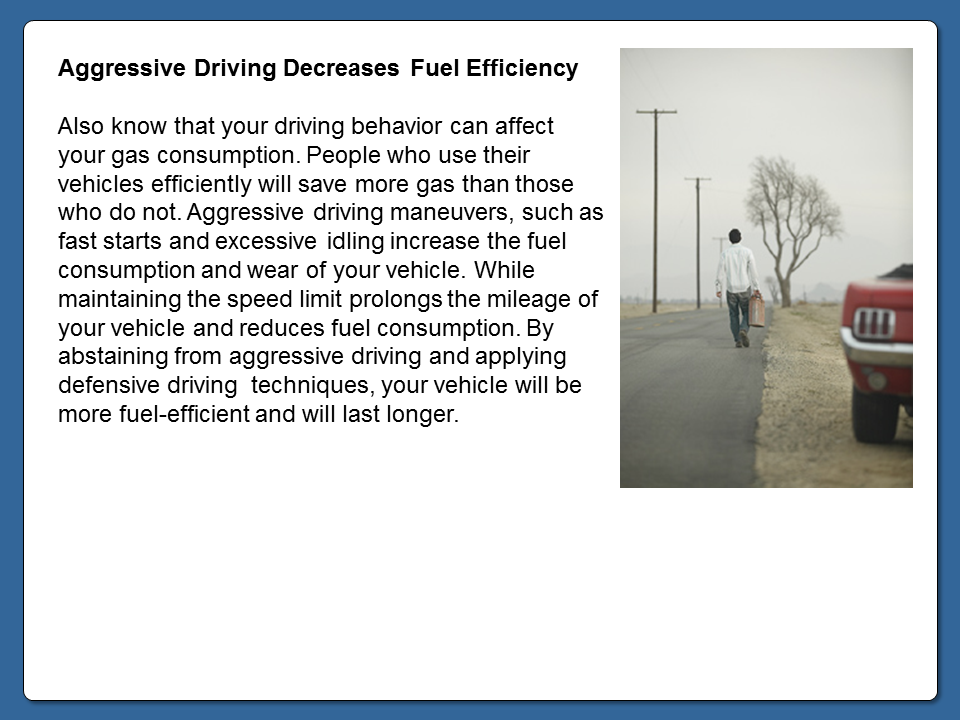 Aggressive Driving Decreases Fuel Efficiency
Also know that your driving behavior can affect
your gas consumption. People who use their
vehicles efficiently will save more gas than those
who do not. Aggressive driving maneuvers, such as
fast starts and excessive idling increase the fuel
consumption and wear of your vehicle. While
maintaining the speed limit prolongs the mileage of
your vehicle and reduces fuel consumption. By
abstaining from aggressive driving and applying
defensive driving  techniques, your vehicle will be
more fuel-efficient and will last longer.